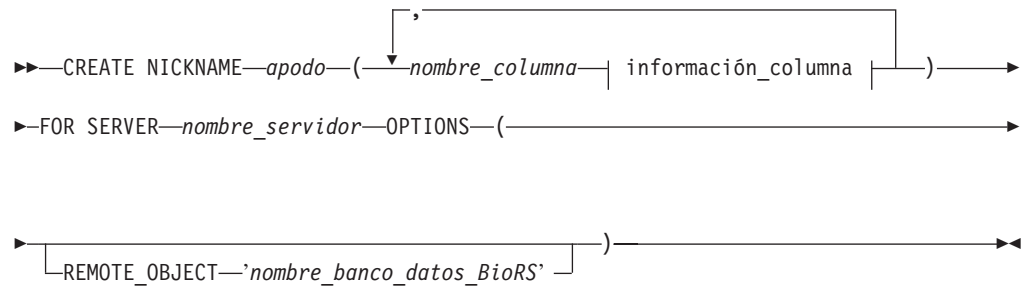 ,
CREATE NICKNAME apodo ( nombre_columna información_columna )
FOR SERVER nombre_servidor OPTIONS (
)
REMOTE_OBJECT ’nombre_banco_datos_BioRS’